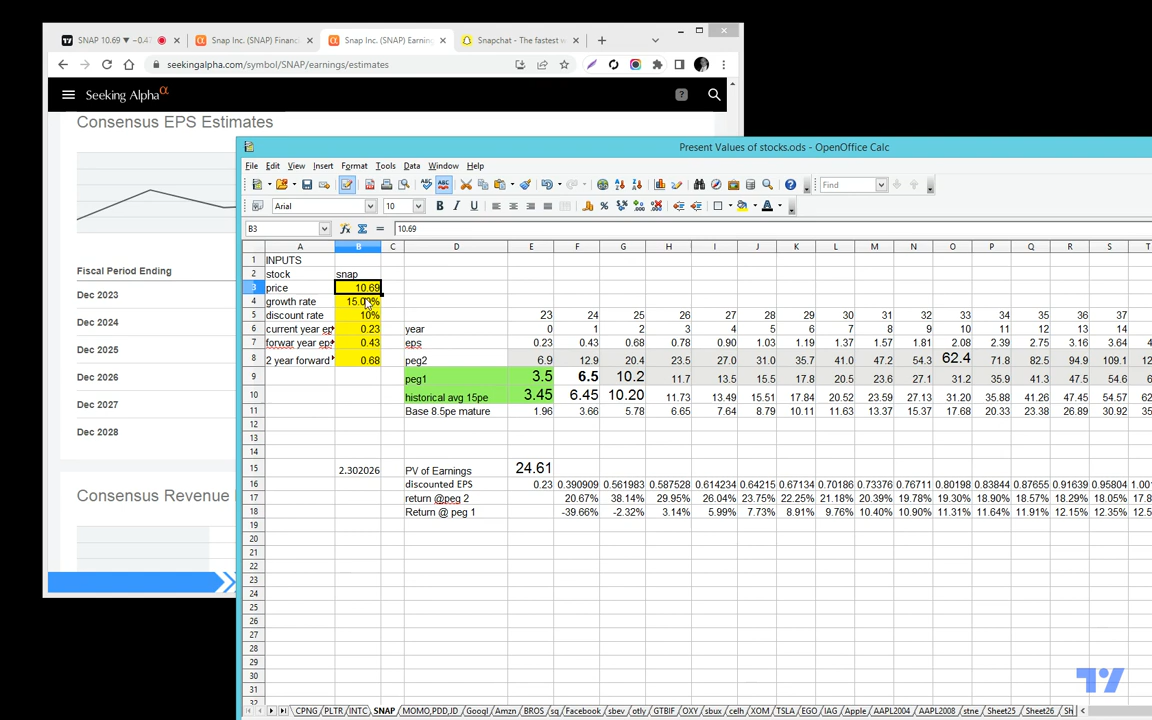 SNAP 10.69 ▼ −0.47
Snap Inc. (SNAP) Financ
Snap Inc. (SNAP) Earnin
Snapchat - The fastest w
seekingalpha.com/symbol/SNAP/earnings/estimates
Seeking Alpha α
Consensus EPS Estimates
Fiscal Period Ending
Dec 2023
Dec 2024
Dec 2025
Dec 2026
Dec 2027
Dec 2028
Consensus Revenue
Present Values of stocks.ods - OpenOffice Calc
File Edit View Insert Format Tools Data Window Help
Find
Arial 10
B3 10.69
A B C D E F G H I J K L M N O P Q R S T
1 INPUTS
2 stock snap
3 price 10.69
4 growth rate 15.00%
5 discount rate 10% 23 24 25 26 27 28 29 30 31 32 33 34 35 36 37
6 current year ep 0.23 year 0 1 2 3 4 5 6 7 8 9 10 11 12 13 14
7 forwar year ep 0.43 eps 0.23 0.43 0.68 0.78 0.90 1.03 1.19 1.37 1.57 1.81 2.08 2.39 2.75 3.16 3.64
8 2 year forward 0.68 peg2 6.9 12.9 20.4 23.5 27.0 31.0 35.7 41.0 47.2 54.3 62.4 71.8 82.5 94.9 109.1
9 peg1 3.5 6.5 10.2 11.7 13.5 15.5 17.8 20.5 23.6 27.1 31.2 35.9 41.3 47.5 54.6
10 historical avg 15pe 3.45 6.45 10.20 11.73 13.49 15.51 17.84 20.52 23.59 27.13 31.20 35.88 41.26 47.45 54.57
11 Base 8.5pe mature 1.96 3.66 5.78 6.65 7.64 8.79 10.11 11.63 13.37 15.37 17.68 20.33 23.38 26.89 30.92
12
13
14
15 2.302026 PV of Earnings 24.61
16 discounted EPS 0.23 0.390909 0.561983 0.587528 0.614234 0.64215 0.67134 0.70186 0.73376 0.76711 0.80198 0.83844 0.87655 0.91639 0.95804
17 return @peg 2 20.67% 38.14% 29.95% 26.04% 23.75% 22.25% 21.18% 20.39% 19.78% 19.30% 18.90% 18.57% 18.29% 18.05%
18 Return @ peg 1 -39.66% -2.32% 3.14% 5.99% 7.73% 8.91% 9.76% 10.40% 10.90% 11.31% 11.64% 11.91% 12.15% 12.35%
19
20
21
22
23
24
25
26
27
28
29
30
31
32
CPNG PLTR INTC SNAP MOMO,PDD,JD Googl Amzn BROS sq Facebook sbev otly GTBIF OXY sbux celh XOM TSLA EGO IAG Apple AAPL2004 AAPL2008 stne Sheet25 Sheet26 Sh